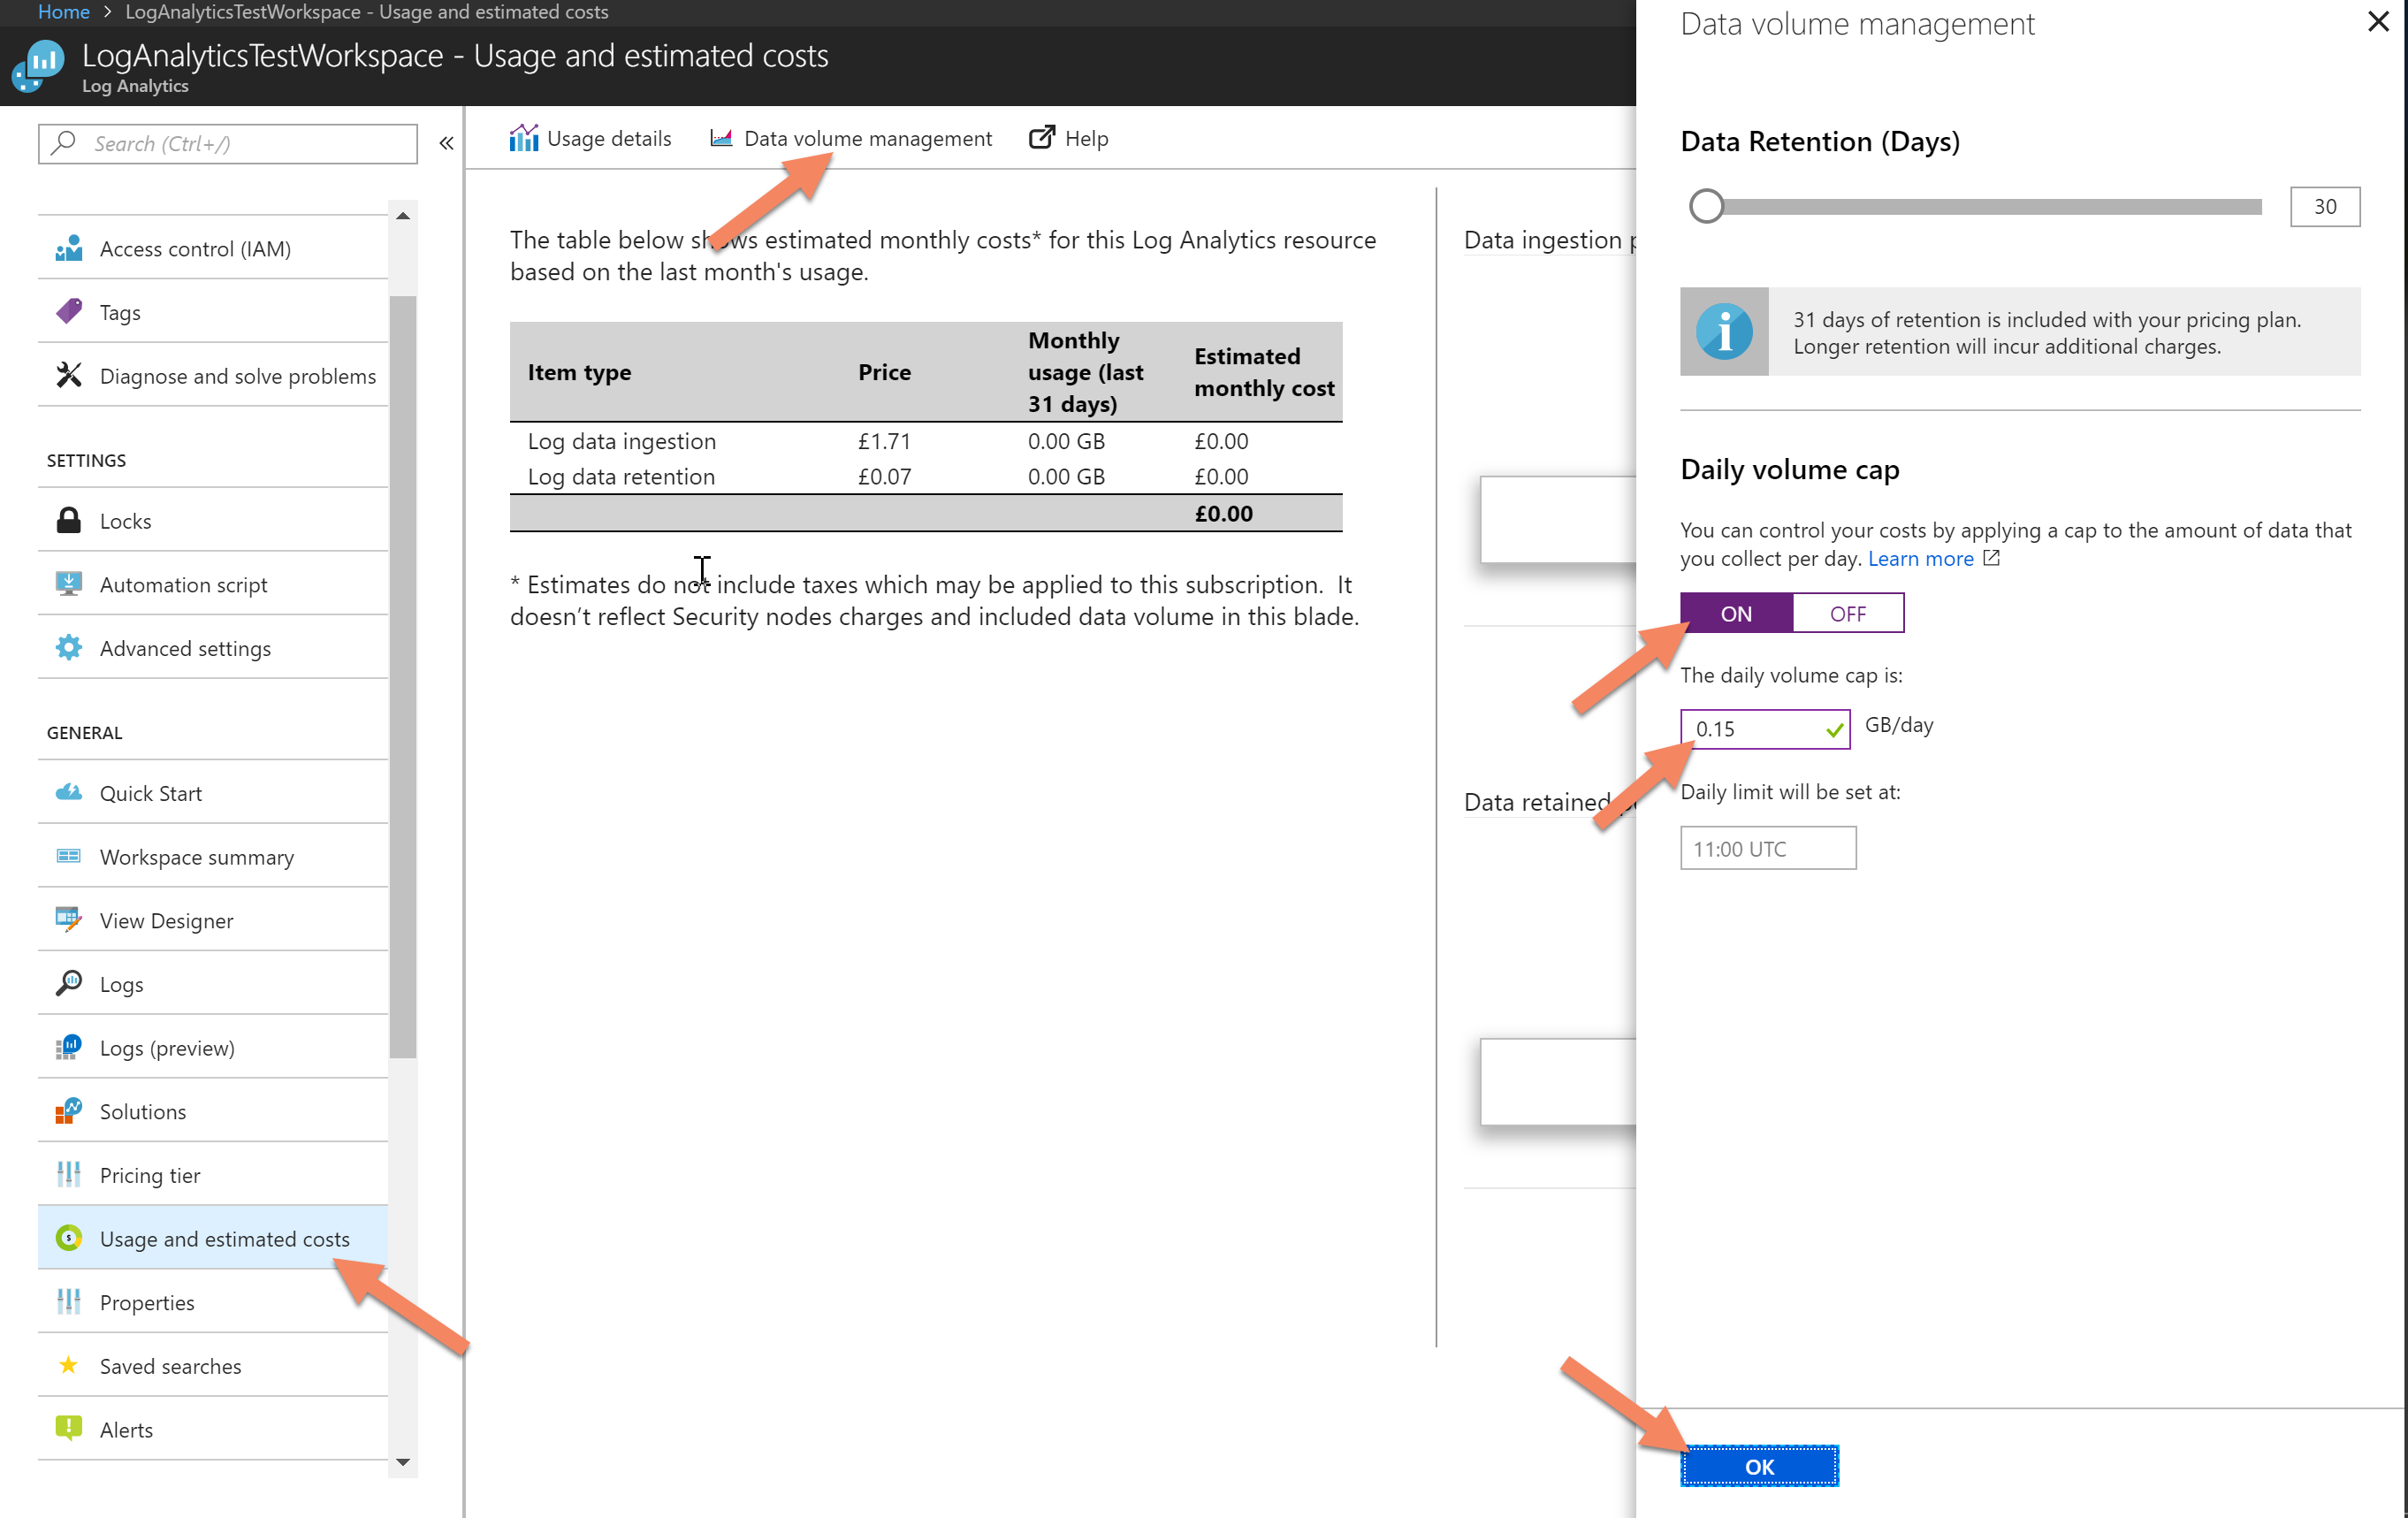 Home > LogAnalyticsTestWorkspace - Usage and estimated costs
LogAnalyticsTestWorkspace - Usage and estimated costs
Log Analytics
Search (Ctrl+/)
«
Access control (IAM)
Tags
Diagnose and solve problems
SETTINGS
Locks
Automation script
Advanced settings
GENERAL
Quick Start
Workspace summary
View Designer
Logs
Logs (preview)
Solutions
Pricing tier
Usage and estimated costs
Properties
Saved searches
Alerts
Usage details
Data volume management
Help
The table below shows estimated monthly costs* for this Log Analytics resource
based on the last month's usage.
Item type Price Monthly usage (last 31 days) Estimated monthly cost
Log data ingestion £1.71 0.00 GB £0.00
Log data retention £0.07 0.00 GB £0.00
£0.00
* Estimates do not include taxes which may be applied to this subscription. It
doesn’t reflect Security nodes charges and included data volume in this blade.
Data ingestion
Data retained
Data volume management
Data Retention (Days)
30
31 days of retention is included with your pricing plan.
Longer retention will incur additional charges.
Daily volume cap
You can control your costs by applying a cap to the amount of data that
you collect per day. Learn more
ON OFF
The daily volume cap is:
0.15 GB/day
Daily limit will be set at:
11:00 UTC
OK